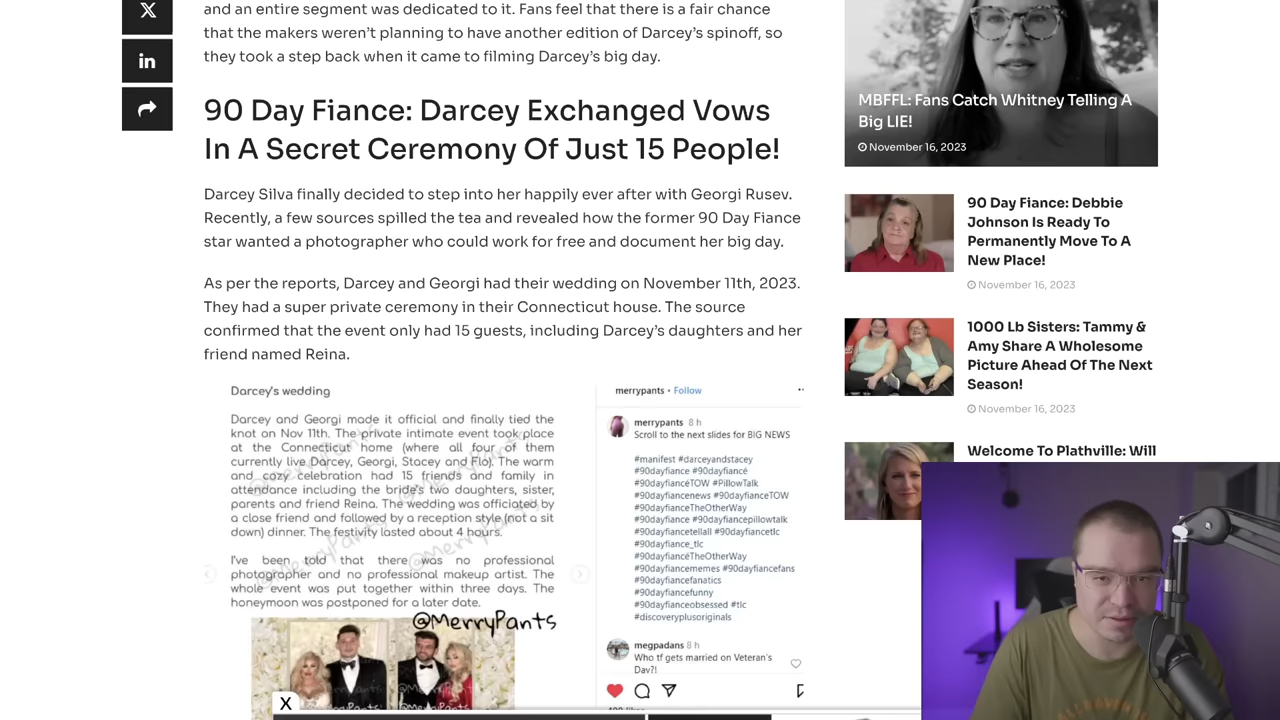 and an entire segment was dedicated to it. Fans feel that there is a fair chance
that the makers weren’t planning to have another edition of Darcey’s spinoff, so
they took a step back when it came to filming Darcey’s big day.
90 Day Fiance: Darcey Exchanged Vows
In A Secret Ceremony Of Just 15 People!
Darcey Silva finally decided to step into her happily ever after with Georgi Rusev.
Recently, a few sources spilled the tea and revealed how the former 90 Day Fiance
star wanted a photographer who could work for free and document her big day.
As per the reports, Darcey and Georgi had their wedding on November 11th, 2023.
They had a super private ceremony in their Connecticut house. The source
confirmed that the event only had 15 guests, including Darcey’s daughters and her
friend named Reina.
Darcey's wedding
Darcey and Georgi made it official and finally tied the
knot on Nov 11th. The private intimate event took place
at the Connecticut home (where all four of them
currently live Darcey, Georgi, Stacey and Flo). The warm
and cozy celebration had 15 friends and family in
attendance including the bride's two daughters, sister,
parents and friend Reina. The wedding was officiated by
a close friend and followed by a reception style (not a sit
down) dinner. The festivity lasted about 4 hours.
I've been told that there was no professional
photographer and no professional makeup artist. The
whole event was put together within three days. The
honeymoon was postponed for a later date.
@MerryPants
merrypants • Follow
merrypants 8 h
Scroll to the next slides for BIG NEWS
#manifest #darceyandstacey
#90dayfiance #90dayfiancé
#90dayfiancéTOW #PillowTalk
#90dayfiancenews #90dayfianceTOW
#90dayfianceTheOtherWay
#90dayfiance #90dayfiancepillowtalk
#90dayfiancetellall #90dayfiancetlc
#90dayfiance_tlc
#90dayfiancéTheOtherWay
#90dayfiancememes #90dayfiancefans
#90dayfiancefanatics
#90dayfiancefunny
#90dayfianceobsessed #tlc
#discoveryplusoriginals
megpadans 8 h
Who tf gets married on Veteran's
Day?!
X
MBFFL: Fans Catch Whitney Telling A
Big LIE!
November 16, 2023
90 Day Fiance: Debbie
Johnson Is Ready To
Permanently Move To A
New Place!
November 16, 2023
1000 Lb Sisters: Tammy &
Amy Share A Wholesome
Picture Ahead Of The Next
Season!
November 16, 2023
Welcome To Plathville: Will